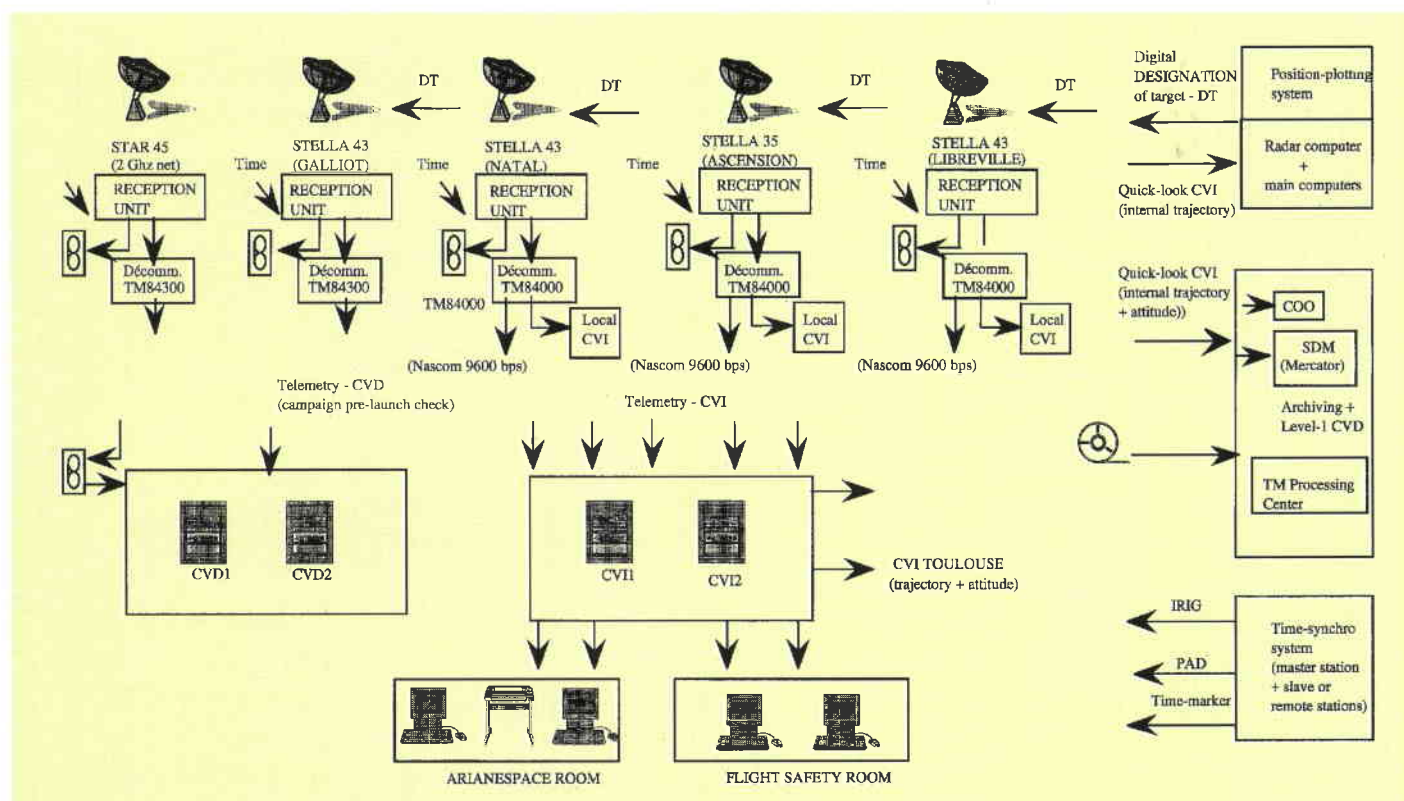 DT
DT
DT
DT
Digital
DESIGNATION
of target - DT
Position-plotting
system
STAR 45
(2 Ghz net)
STELLA 43
(GALLIOT)
STELLA 43
(NATAL)
STELLA 35
(ASCENSION)
STELLA 43
(LIBREVILLE)
Radar computer
+
main computers
Time
Time
Time
Time
RECEPTION
UNIT
RECEPTION
UNIT
RECEPTION
UNIT
RECEPTION
UNIT
RECEPTION
UNIT
Quick-look CVI
(internal trajectory)
Décomm.
TM84300
Décomm.
TM84300
TM84000
Décomm.
TM84000
Décomm.
TM84000
Décomm.
TM84000
Local
CVI
Local
CVI
Local
CVI
(Nascom 9600 bps)
(Nascom 9600 bps)
(Nascom 9600 bps)
Quick-look CVI
(internal trajectory
+ attitude))
COO
SDM
(Mercator)
Archiving +
Level-1 CVD
TM Processing
Center
Telemetry - CVD
(campaign pre-launch check)
Telemetry - CVI
CVD1
CVD2
CVI1
CVI2
CVI TOULOUSE
(trajectory + attitude)
IRIG
PAD
Time-marker
Time-synchro
system
(master station
+ slave or
remote stations)
ARIANESPACE ROOM
FLIGHT SAFETY ROOM